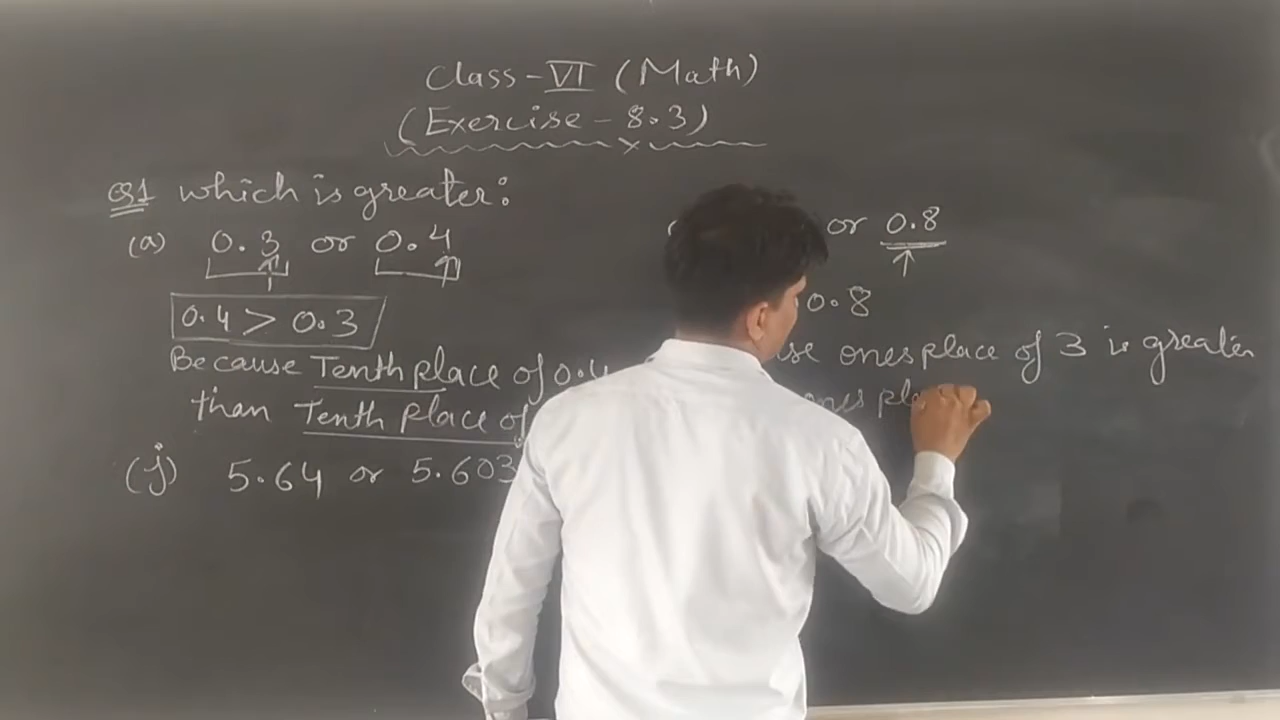 Class-VI (Math)
(Exercise - 8.3)
Q1 which is greater:
(a) 0.3 or 0.4
0.4 > 0.3
Because Tenth place of 0.4
than Tenth place of
(j) 5.64 or 5.603
or 0.8
0.8
ones place of 3 is greater
ones